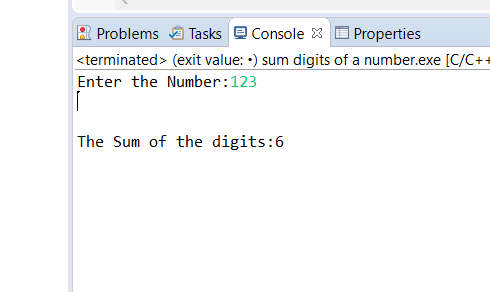 Problems Tasks Console Properties
<terminated> (exit value: •) sum digits of a number.exe [C/C++
Enter the Number:123
The Sum of the digits:6